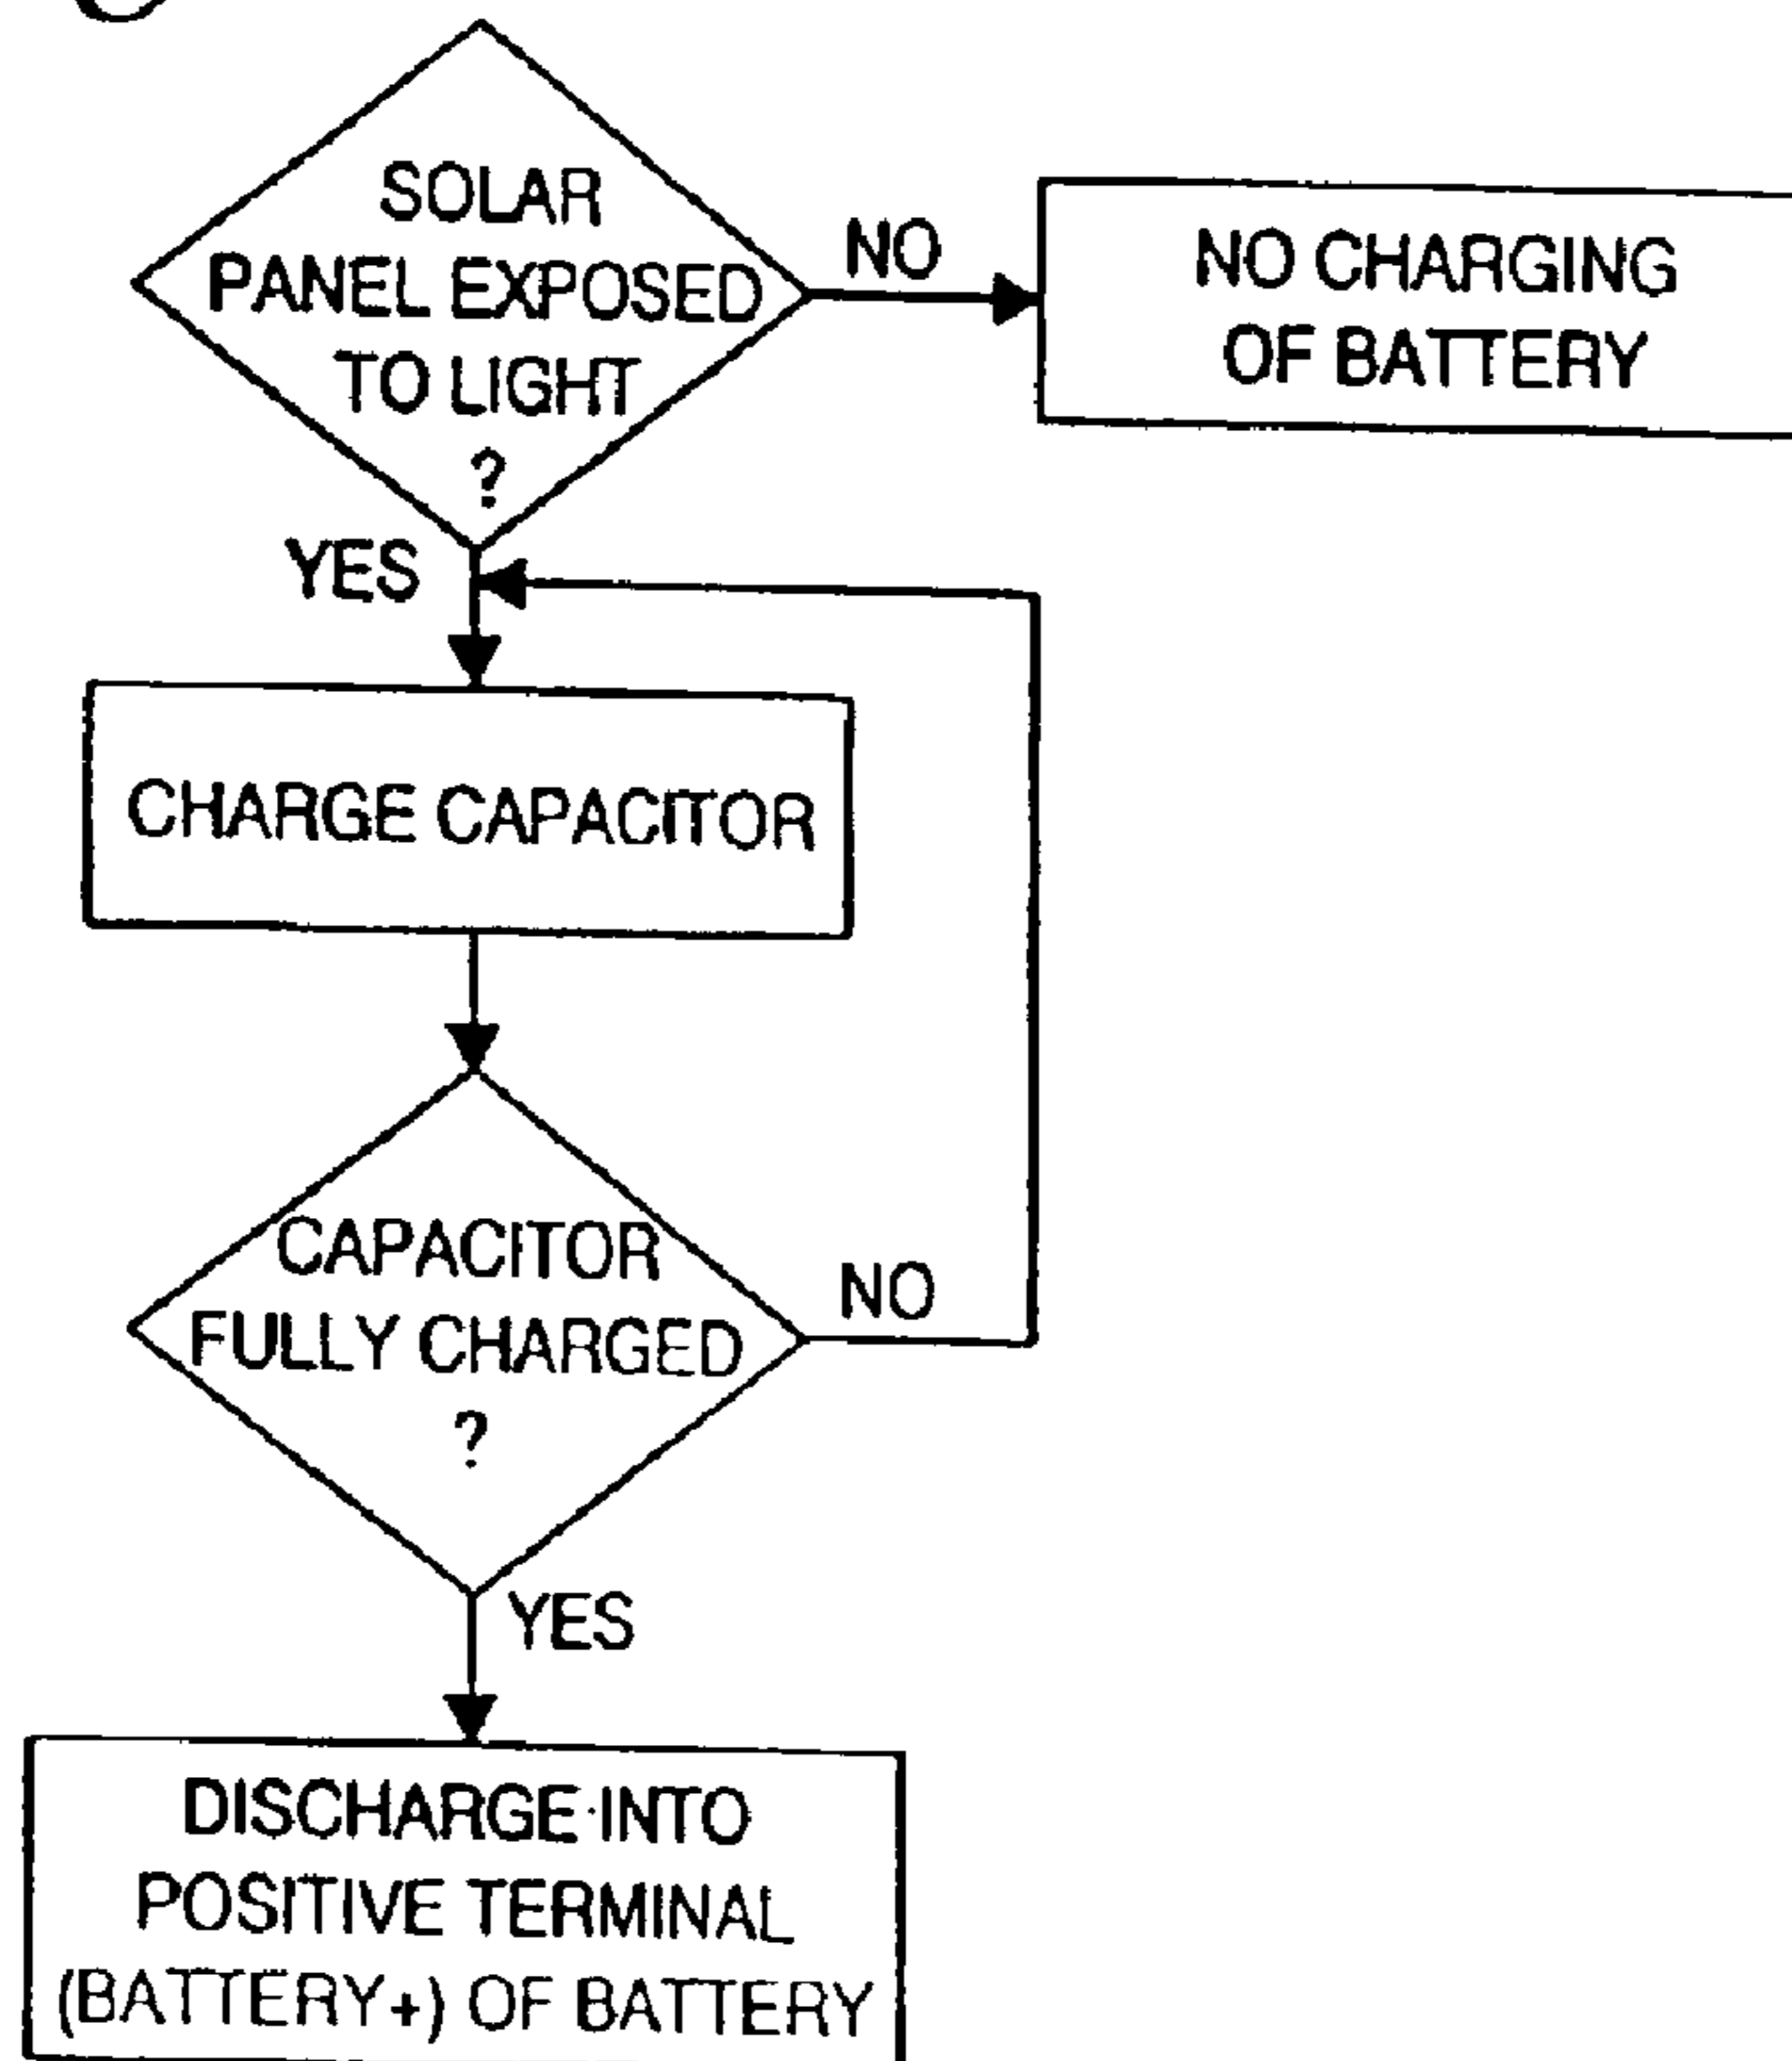 SOLAR
PANEL EXPOSED
TO LIGHT
?
NO
NO CHARGING
OF BATTERY
YES
CHARGE CAPACITOR
CAPACITOR
FULLY CHARGED
?
NO
YES
DISCHARGE INTO
POSITIVE TERMINAL
(BATTERY+) OF BATTERY